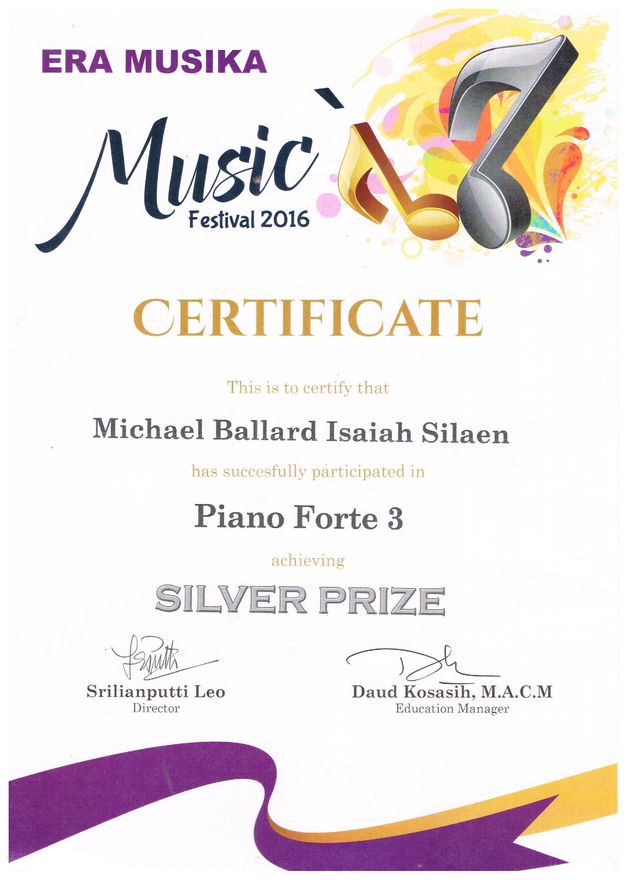 ERA MUSIKA
Music
Festival 2016
CERTIFICATE
This is to certify that
Michael Ballard Isaiah Silaen
has succesfully participated in
Piano Forte 3
achieving
SILVER PRIZE
Srilianputti Leo
Director
Daud Kosasih, M.A.C.M
Education Manager